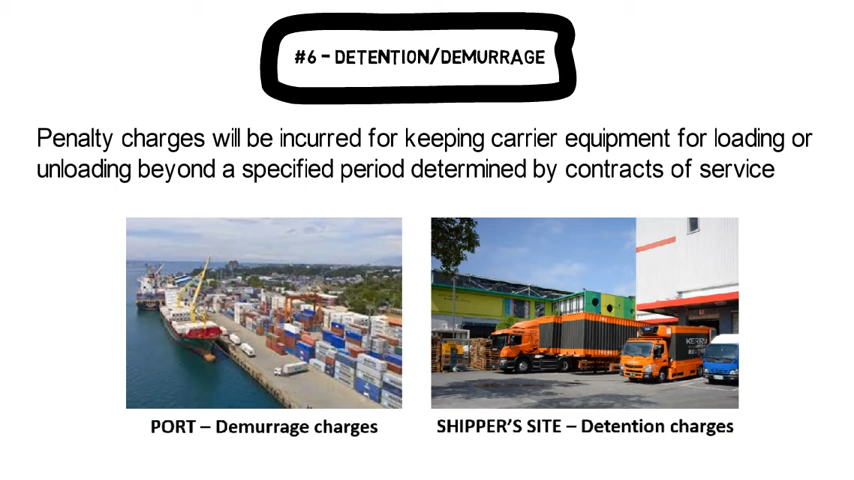 #6 - DETENTION/DEMURRAGE
Penalty charges will be incurred for keeping carrier equipment for loading or
unloading beyond a specified period determined by contracts of service
PORT – Demurrage charges
SHIPPER'S SITE – Detention charges